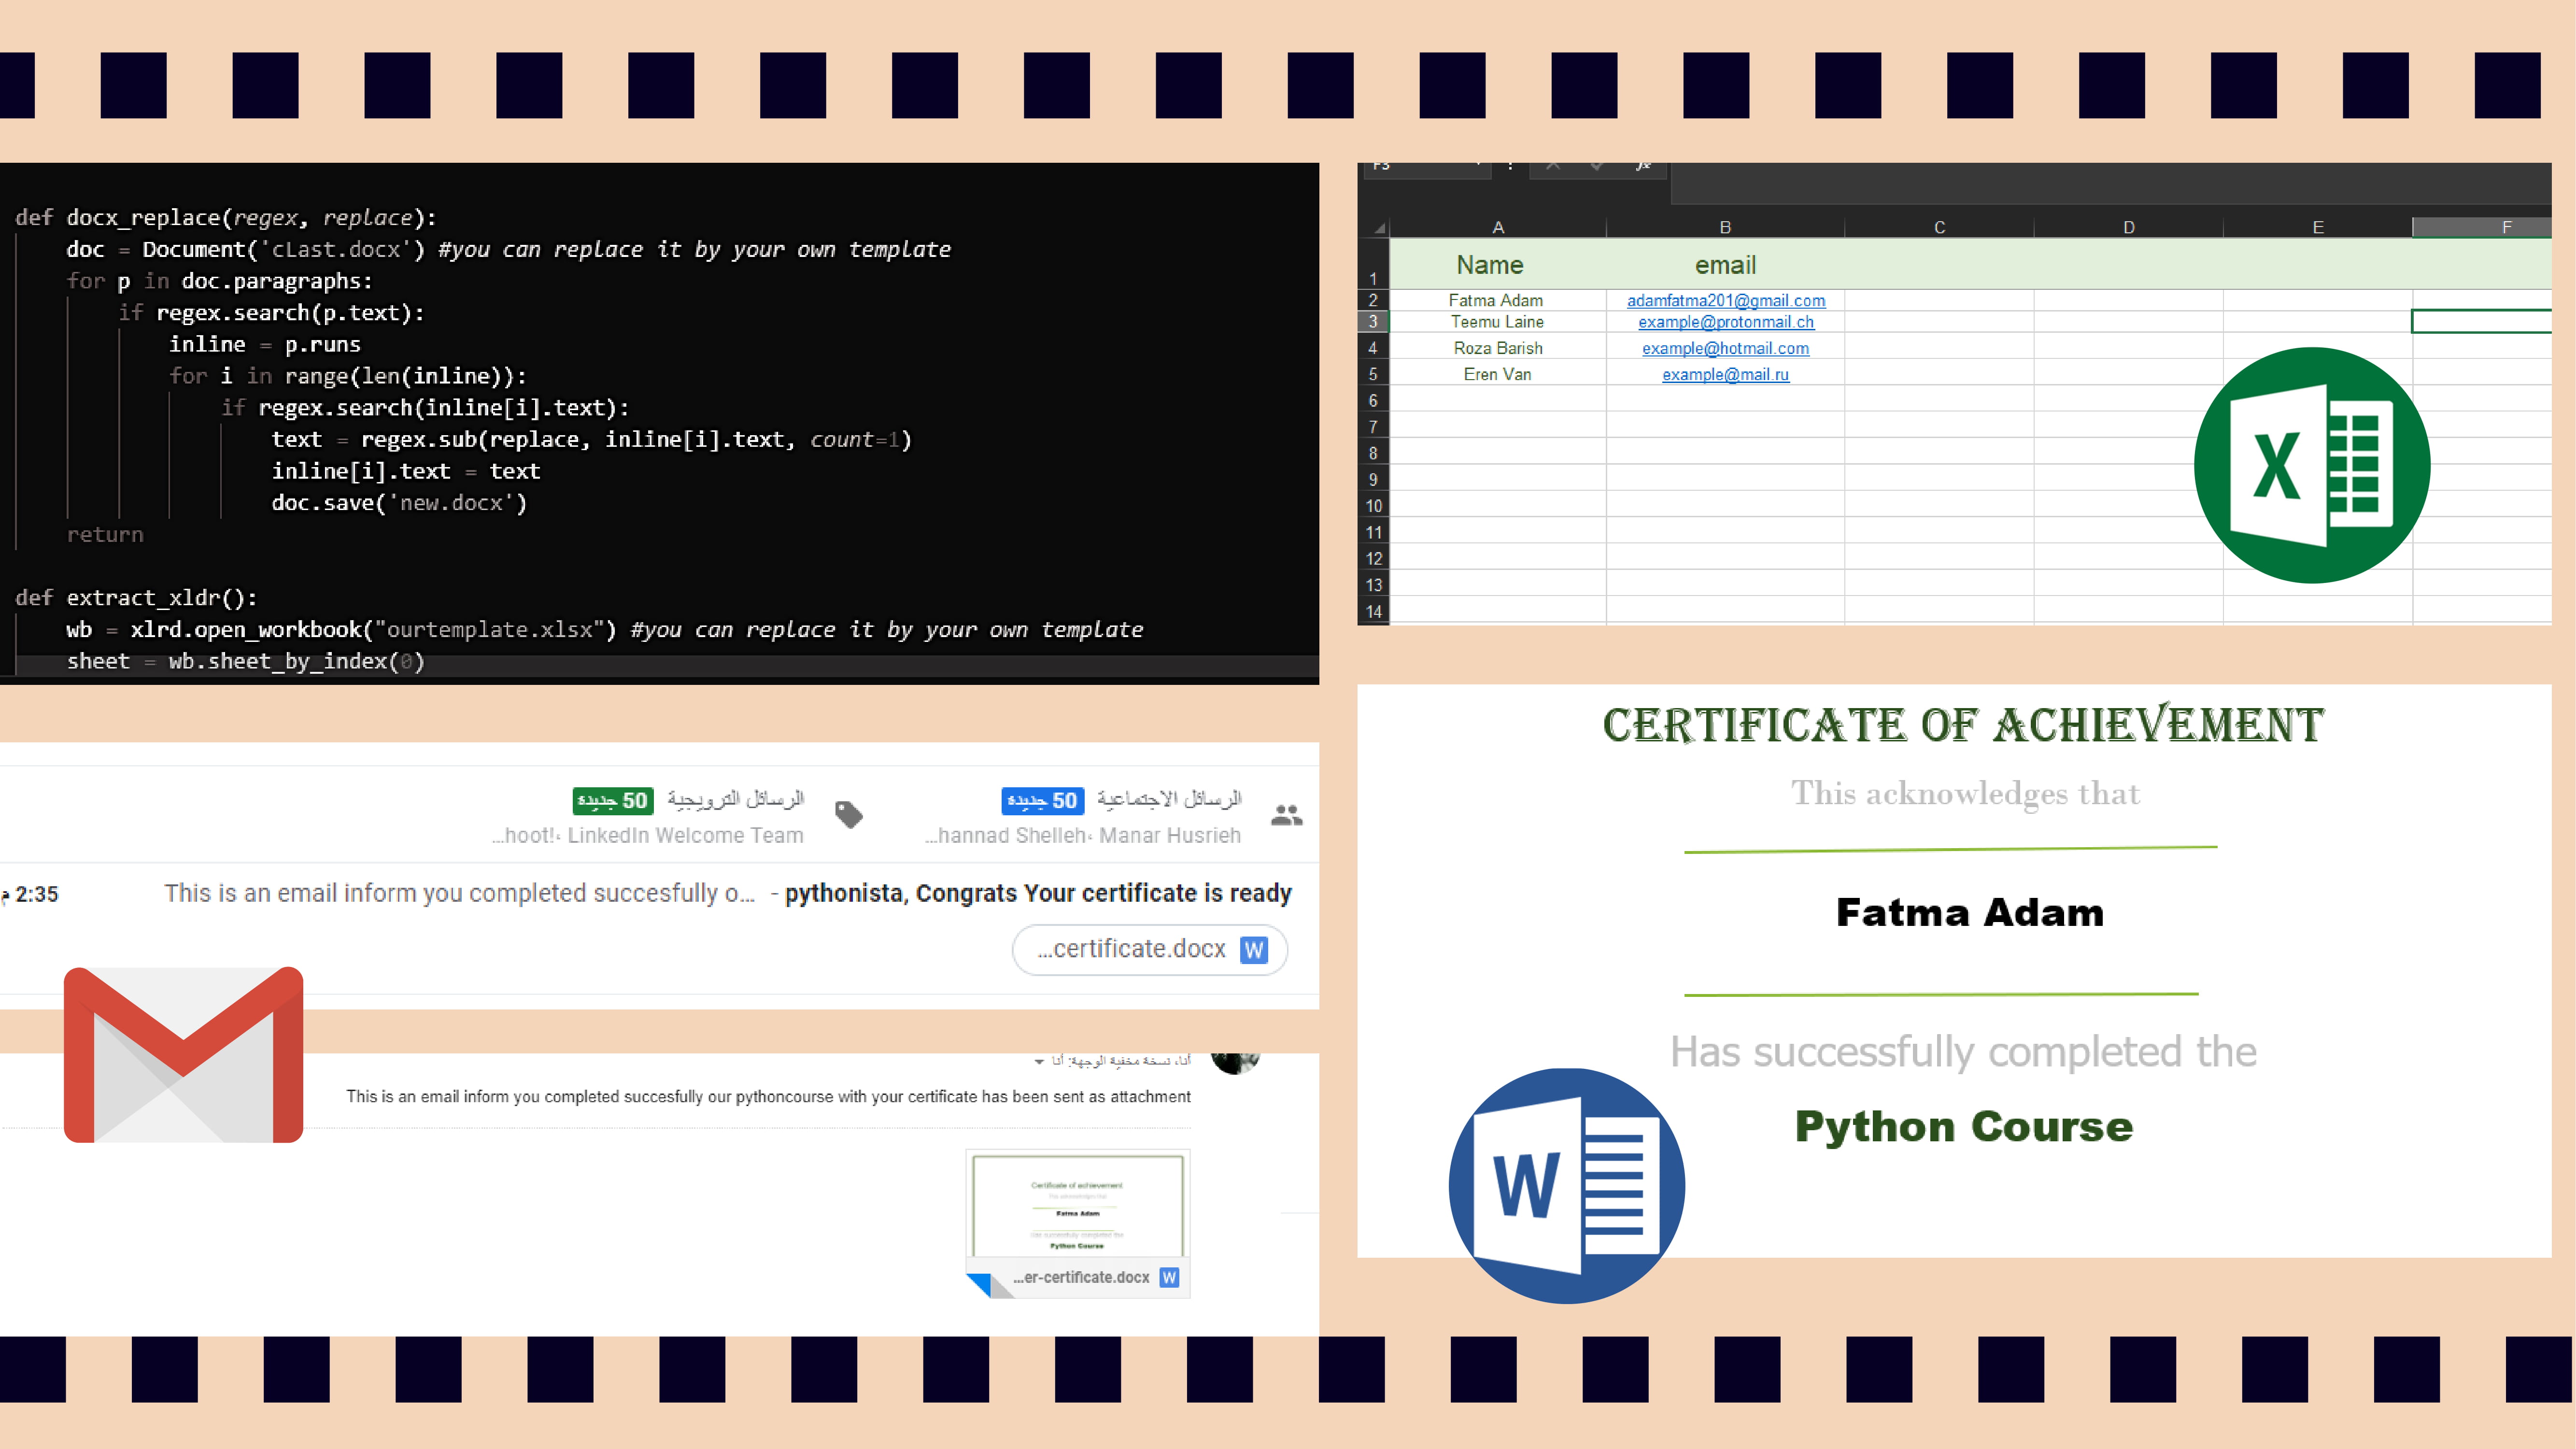 def docx_replace(regex, replace):
doc = Document('cLast.docx') #you can replace it by your own template
for p in doc.paragraphs:
if regex.search(p.text):
inline = p.runs
for i in range(len(inline)):
if regex.search(inline[i].text):
text = regex.sub(replace, inline[i].text, count=1)
inline[i].text = text
doc.save('new.docx')
return
def extract_xldr():
wb = xlrd.open_workbook("ourtemplate.xlsx") #you can replace it by your own template
sheet = wb.sheet_by_index(0)
F3 fx
A B C D E F
1 Name email
2 Fatma Adam adamfatma201@gmail.com
3 Teemu Laine example@protonmail.ch
4 Roza Barish example@hotmail.com
5 Eren Van example@mail.ru
6
7
8
9
10
11
12
13
14
X
الرسائل الاجتماعية 50 جديدة
...hannad Shelleh، Manar Husrieh
الرسائل الترويجية 50 جديدة
...hoot!، LinkedIn Welcome Team
pythonista, Congrats Your certificate is ready - This is an email inform you completed succesfully o... 2:35 م
...certificate.docx W
أنا، نسخة مخفية الوجهة: أنا
This is an email inform you completed succesfully our pythoncourse with your certificate has been sent as attachment
Certificate of achievement
This acknowledges that
Fatma Adam
Has successfully completed the
Python Course
...er-certificate.docx W
CERTIFICATE OF ACHIEVEMENT
This acknowledges that
Fatma Adam
Has successfully completed the
Python Course
W